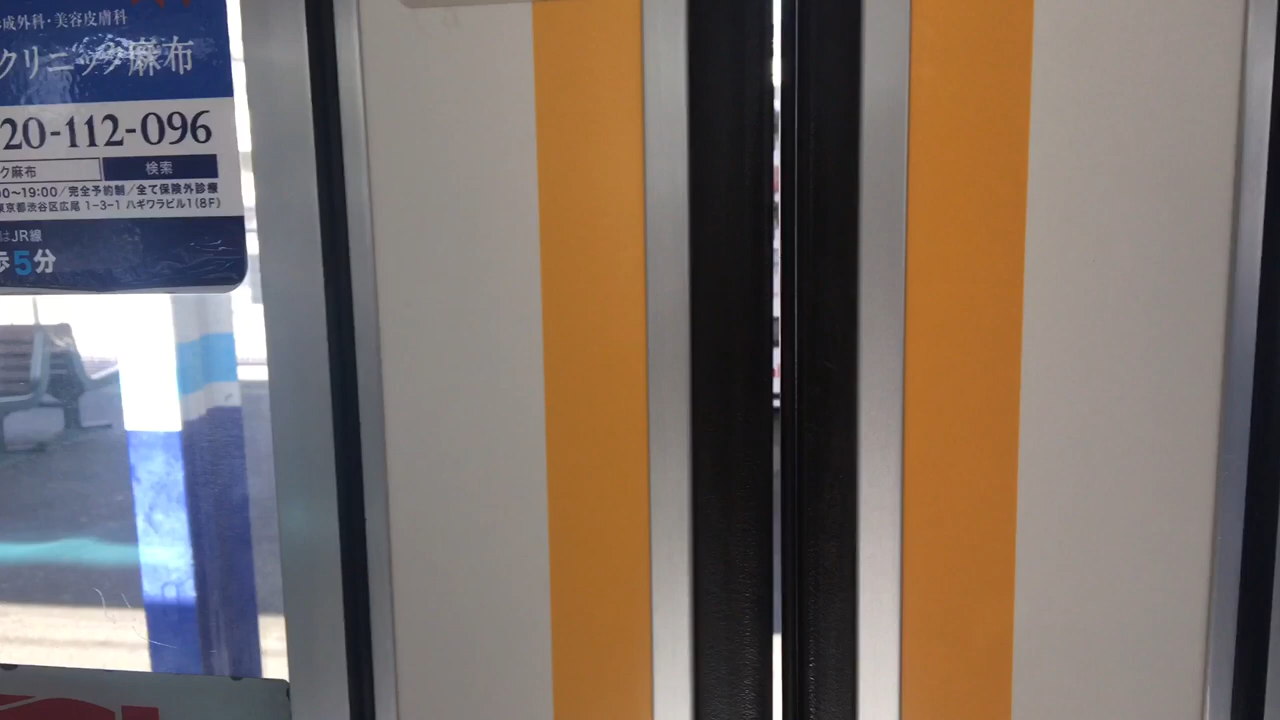 成外科・美容皮膚科
クリニック麻布
20-112-096
ク麻布 検索
00〜19:00/完全予約制/全て保険外診療
東京都渋谷区広尾 1-3-1 ハギワラビル1(8F)
はJR線
歩5分